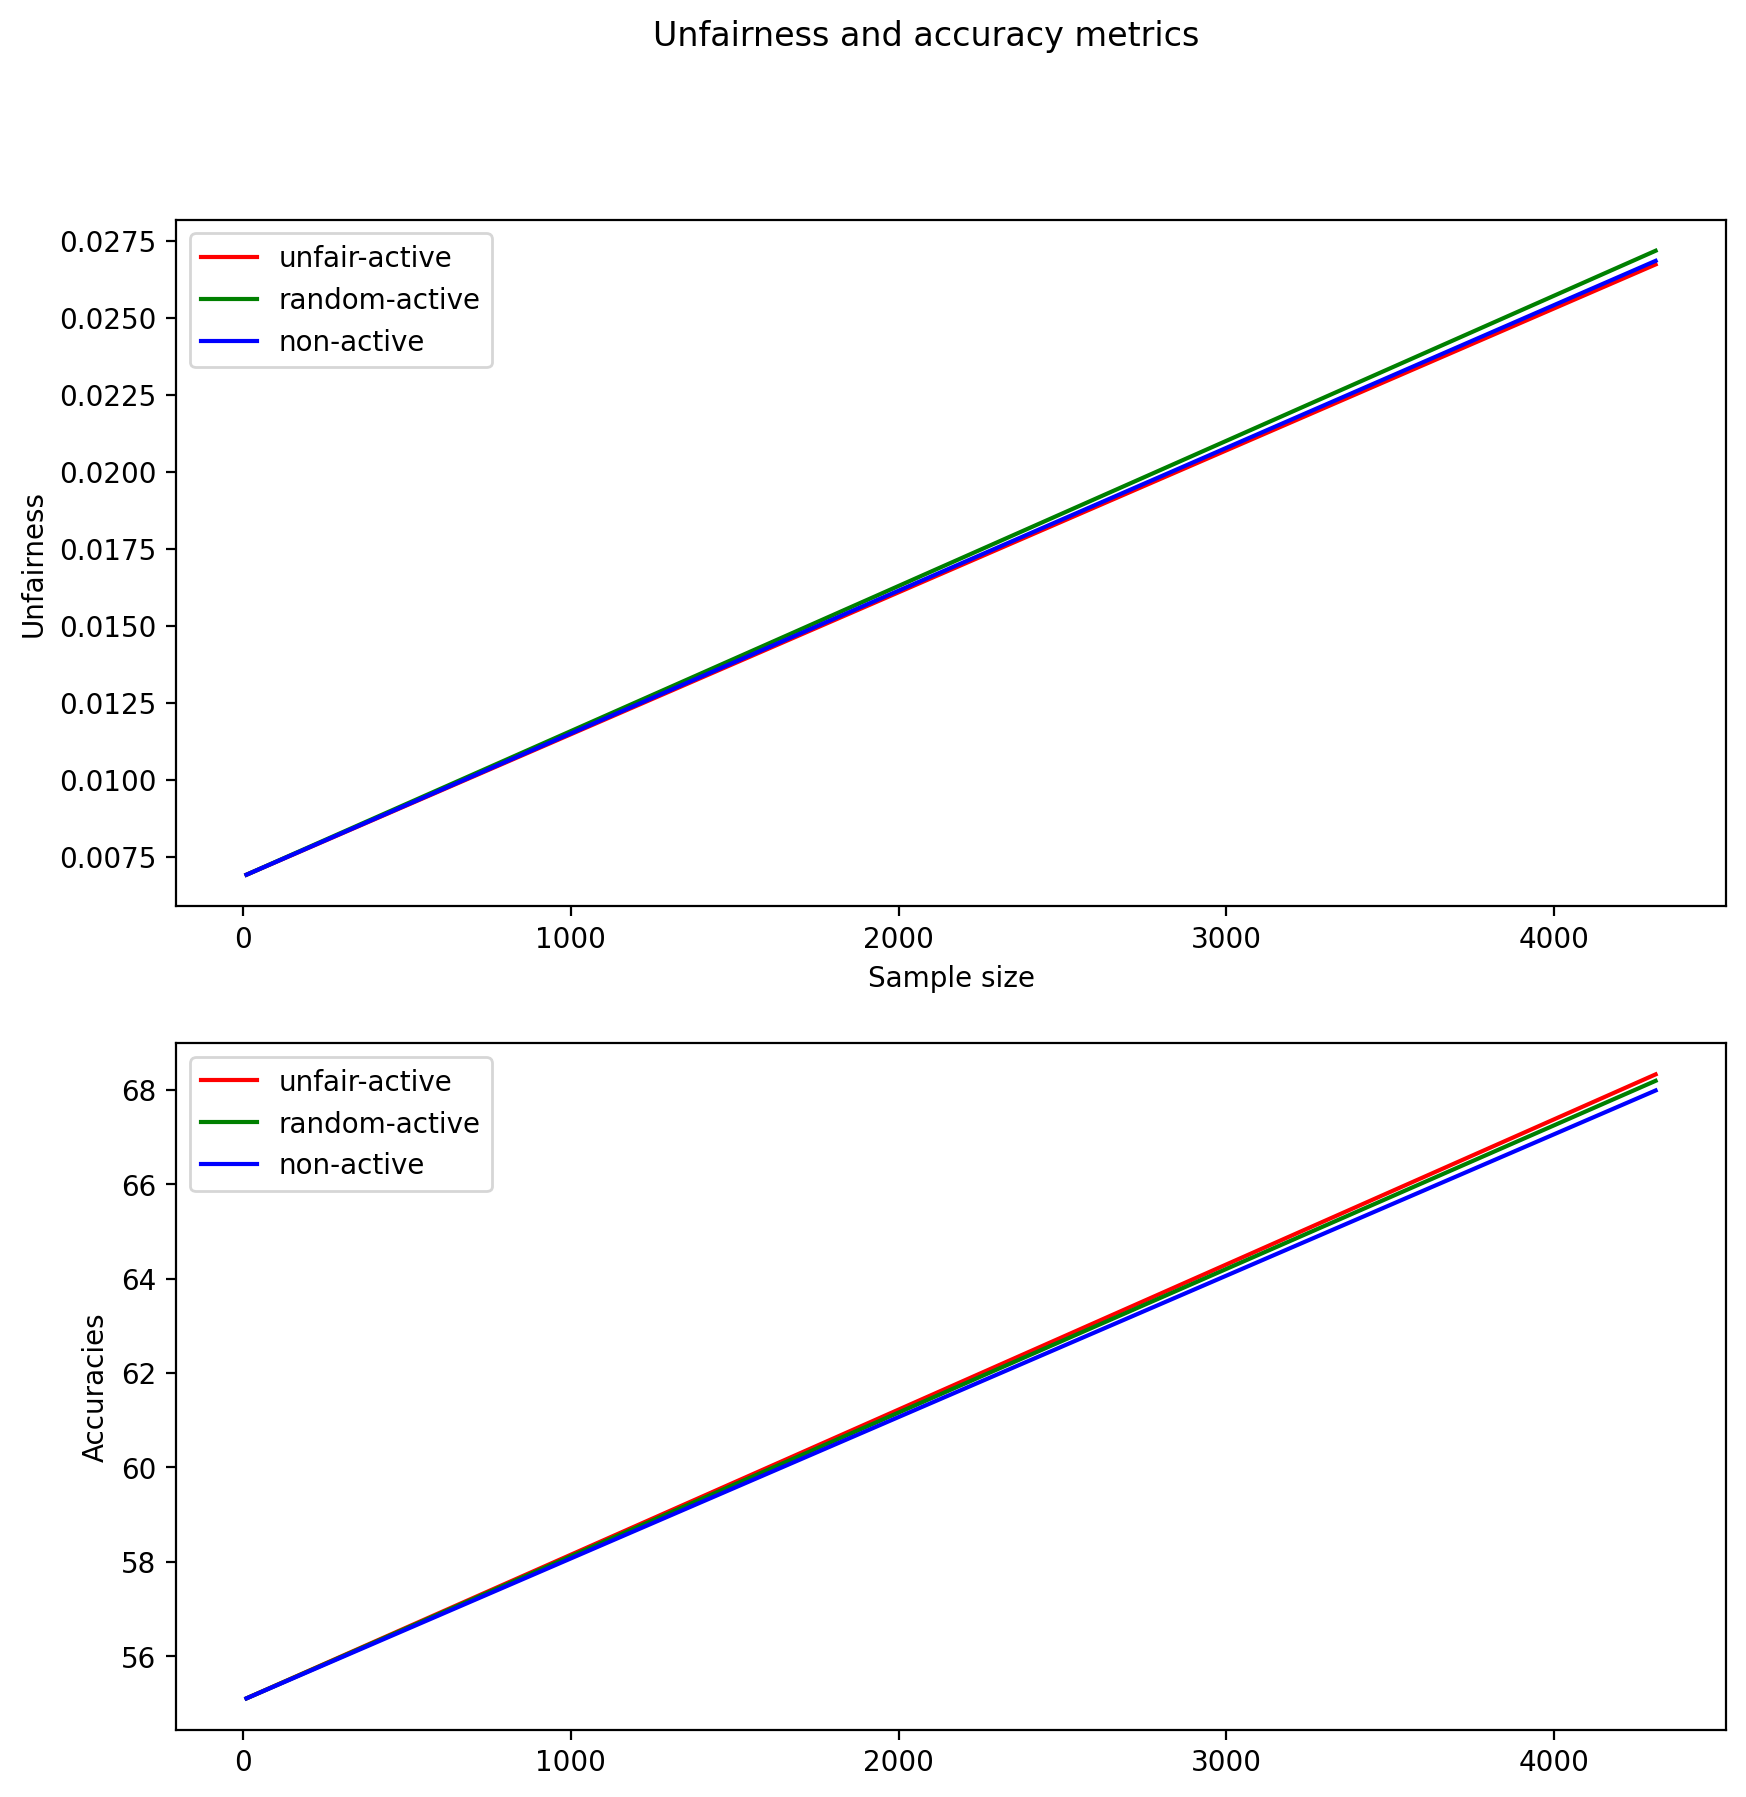 Unfairness and accuracy metrics
0.0275
0.0250
0.0225
0.0200
0.0175
0.0150
0.0125
0.0100
0.0075
Unfairness
unfair-active
random-active
non-active
0 1000 2000 3000 4000
Sample size
68
66
64
62
60
58
56
Accuracies
unfair-active
random-active
non-active
0 1000 2000 3000 4000